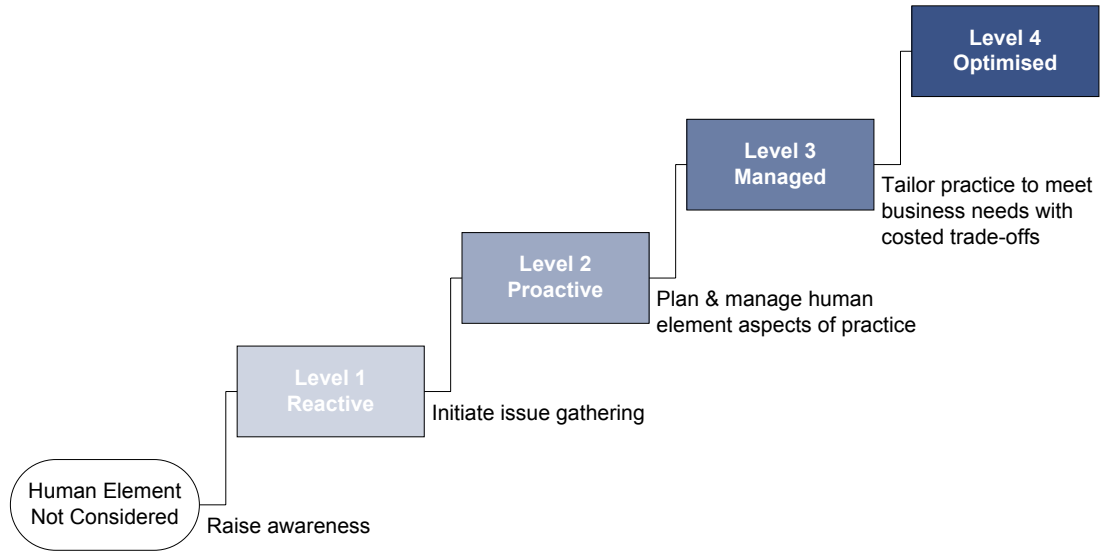 Level 4
Optimised
Level 3
Managed
Tailor practice to meet
business needs with
costed trade-offs
Level 2
Proactive
Plan & manage human
element aspects of practice
Level 1
Reactive
Initiate issue gathering
Human Element
Not Considered
Raise awareness